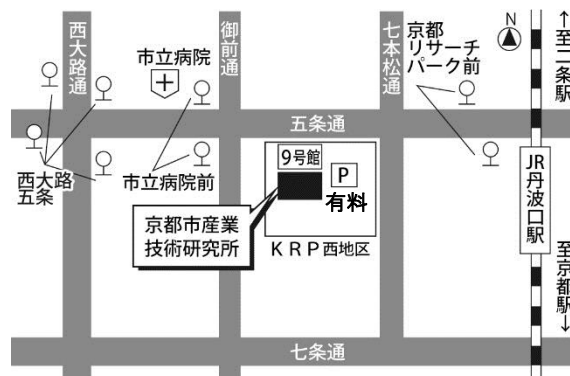 西大路通
御前通
七本松通
市立病院
京都
リサーチ
パーク前
N
↑至二条駅
五条通
西大路
五条
市立病院前
9号館
P
有料
京都市産業
技術研究所
KRP西地区
JR丹波口駅
至京都駅↓
七条通